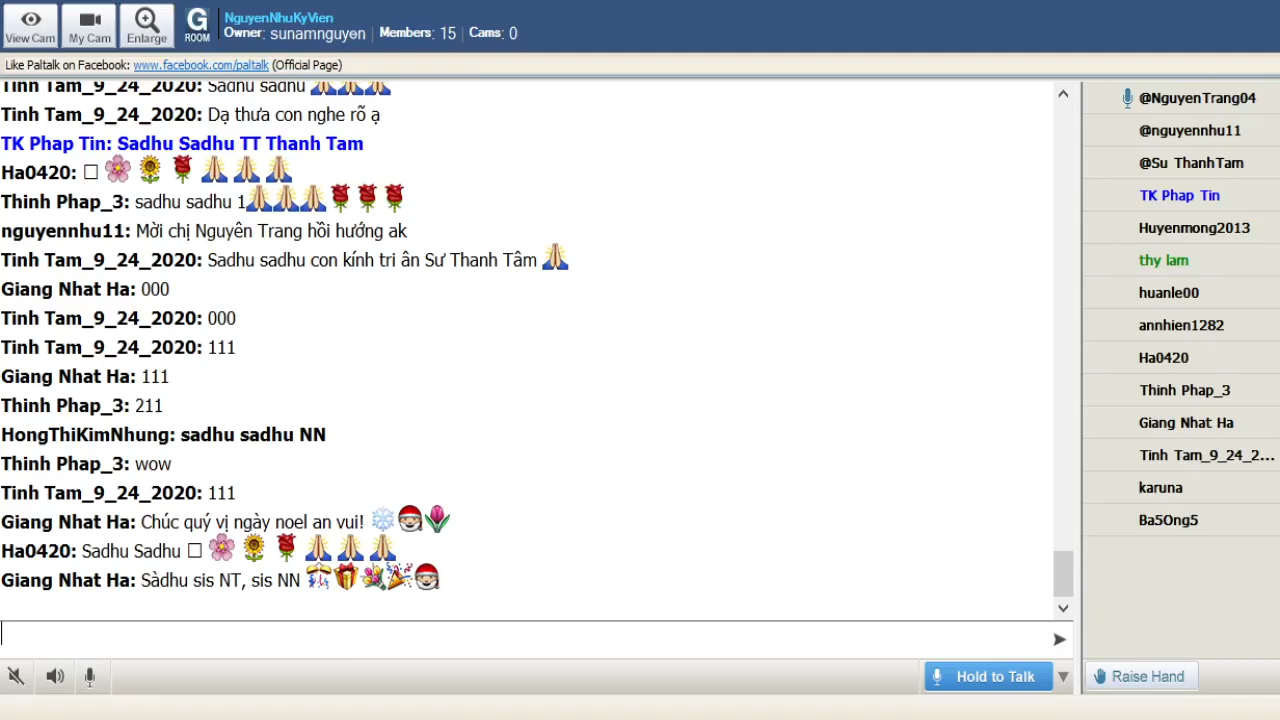 View Cam
My Cam
Enlarge
G
ROOM
NguyenNhuKyVien
Owner: sunamnguyen | Members: 15 | Cams: 0
Like Paltalk on Facebook: www.facebook.com/paltalk (Official Page)
Tinh Tam_9_24_2020: Sadhu sadhu 🙏🙏🙏
Tinh Tam_9_24_2020: Dạ thưa con nghe rõ ạ
TK Phap Tin: Sadhu Sadhu TT Thanh Tam
Ha0420: □ 🌸 🌻 🌹 🙏 🙏 🙏
Thinh Phap_3: sadhu sadhu 1🙏🙏🙏🌹🌹🌹
nguyennhu11: Mời chị Nguyên Trang hồi hướng ak
Tinh Tam_9_24_2020: Sadhu sadhu con kính tri ân Sư Thanh Tâm 🙏
Giang Nhat Ha: 000
Tinh Tam_9_24_2020: 000
Tinh Tam_9_24_2020: 111
Giang Nhat Ha: 111
Thinh Phap_3: 211
HongThiKimNhung: sadhu sadhu NN
Thinh Phap_3: wow
Tinh Tam_9_24_2020: 111
Giang Nhat Ha: Chúc quý vị ngày noel an vui! ❄️🎅🌷
Ha0420: Sadhu Sadhu □ 🌸 🌻 🌹 🙏 🙏 🙏
Giang Nhat Ha: Sàdhu sis NT, sis NN 🎊🎁💐🎉🎅
Hold to Talk
@NguyenTrang04
@nguyennhu11
@Su ThanhTam
TK Phap Tin
Huyenmong2013
thy lam
huanle00
annhien1282
Ha0420
Thinh Phap_3
Giang Nhat Ha
Tinh Tam_9_24_2...
karuna
Ba5Ong5
Raise Hand